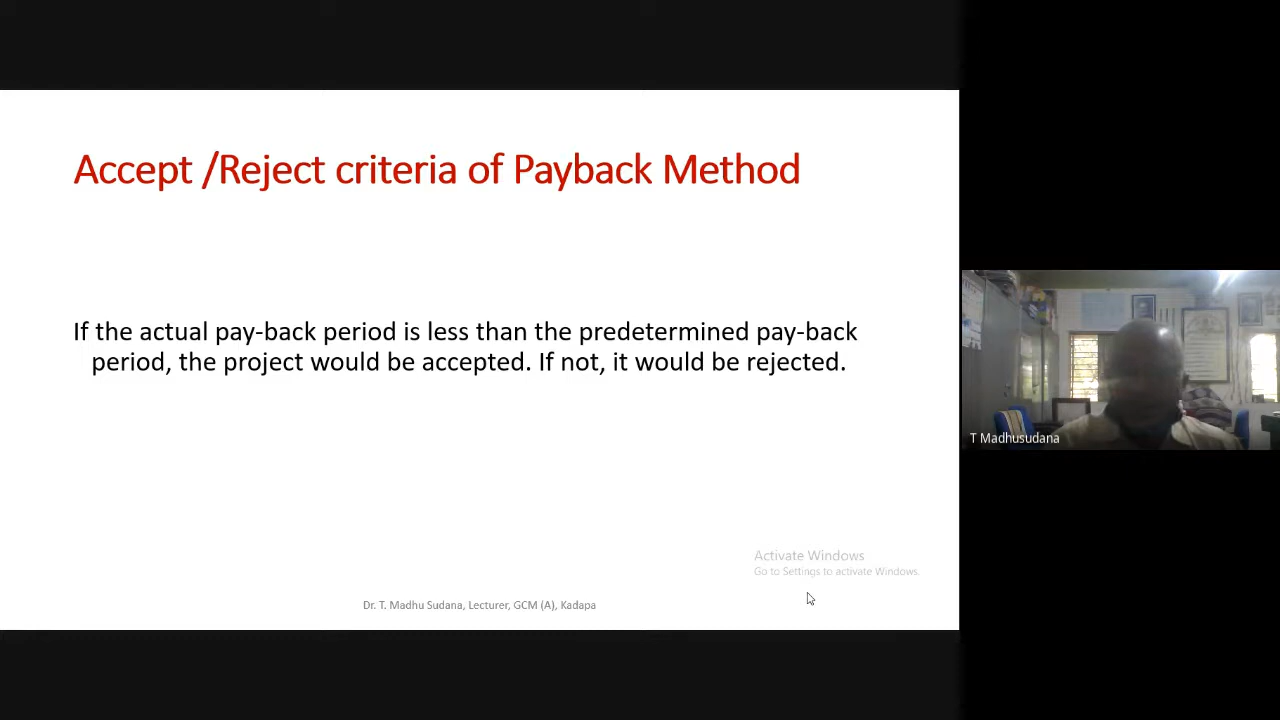 Accept /Reject criteria of Payback Method
If the actual pay-back period is less than the predetermined pay-back
period, the project would be accepted. If not, it would be rejected.
T Madhusudana
Activate Windows
Go to Settings to activate Windows.
Dr. T. Madhu Sudana, Lecturer, GCM (A), Kadapa